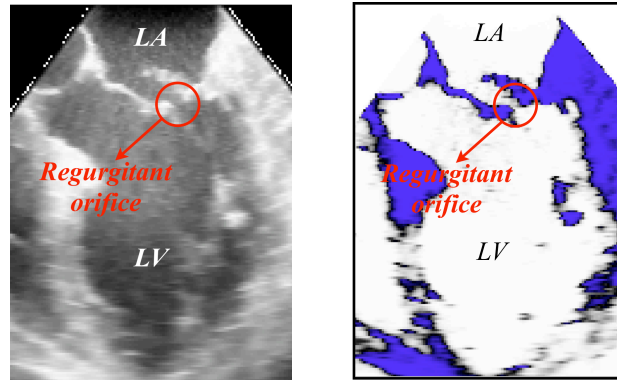 LA
Regurgitant
orifice
LV
LA
Regurgitant
orifice
LV